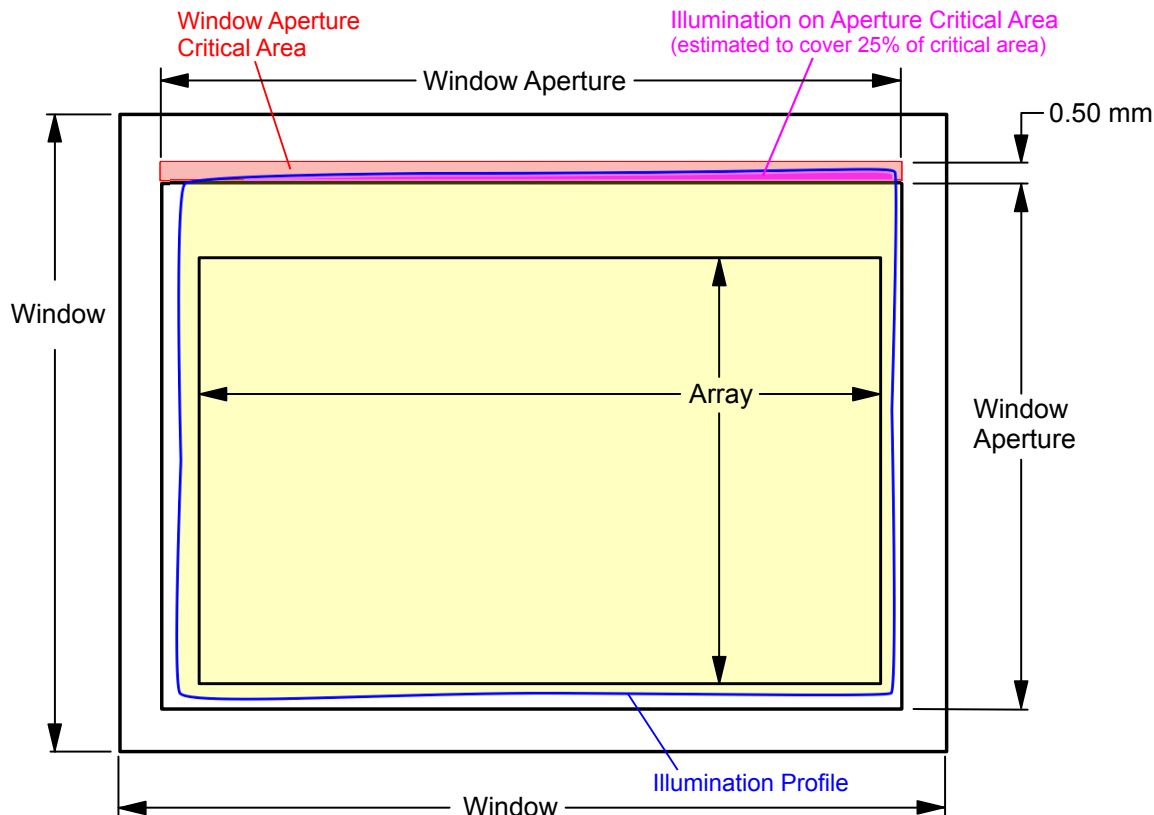 Window Aperture
Critical Area
Illumination on Aperture Critical Area
(estimated to cover 25% of critical area)
Window Aperture
0.50 mm
Window
Array
Window
Aperture
Illumination Profile
Window